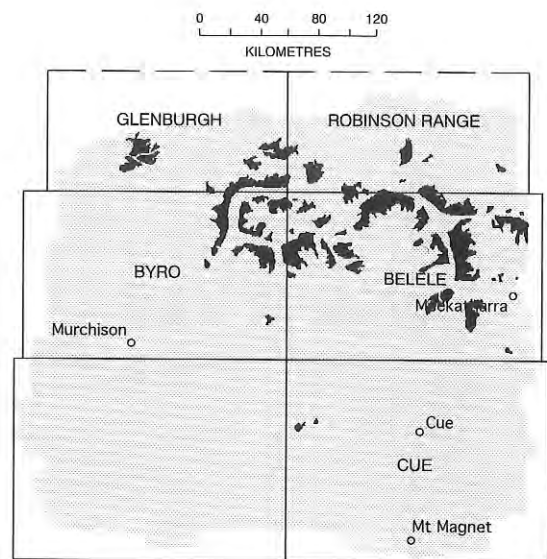 0 40 80 120
KILOMETRES
GLENBURGH
ROBINSON RANGE
BYRO
BELELE
Meekatharra
Murchison
Cue
CUE
Mt Magnet